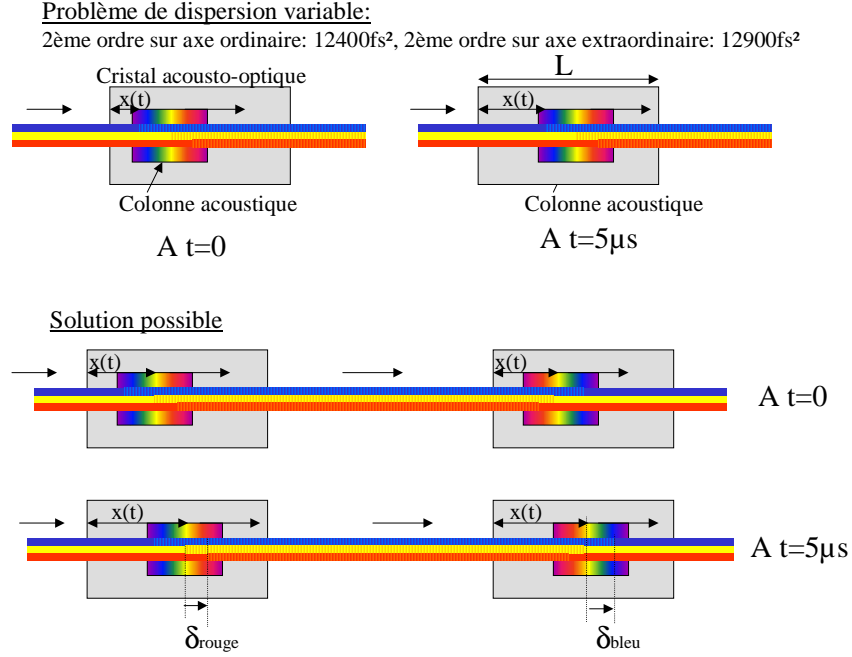 Problème de dispersion variable:
2ème ordre sur axe ordinaire: 12400fs², 2ème ordre sur axe extraordinaire: 12900fs²
Cristal acousto-optique
L
x(t)
x(t)
Colonne acoustique
Colonne acoustique
A t=0
A t=5µs
Solution possible
x(t)
x(t)
A t=0
x(t)
x(t)
A t=5µs
δrouge
δbleu